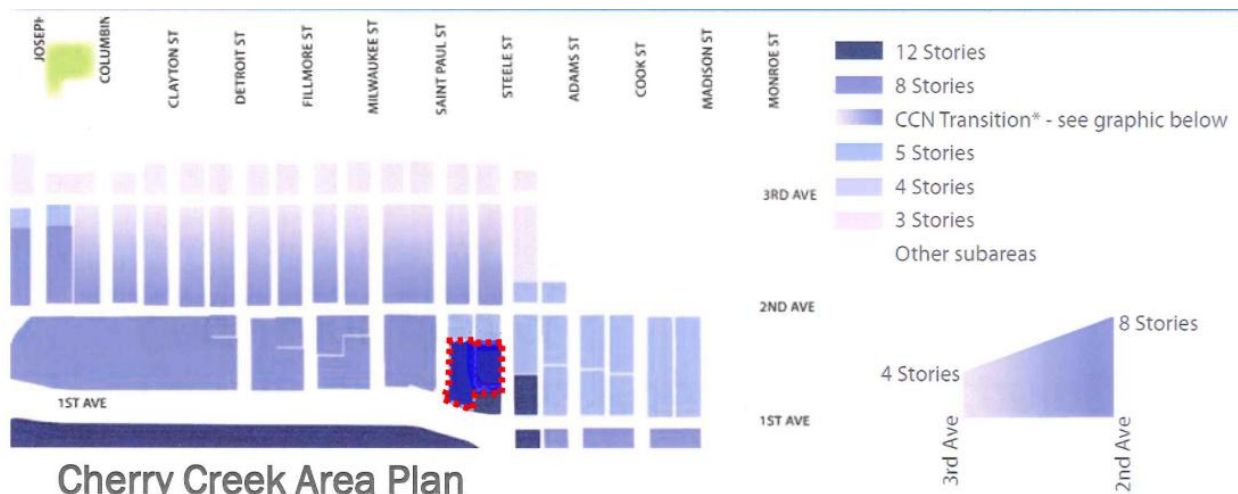 JOSEPH
COLUMBIN
CLAYTON ST
DETROIT ST
FILLMORE ST
MILWAUKEE ST
SAINT PAUL ST
STEELE ST
ADAMS ST
COOK ST
MADISON ST
MONROE ST
12 Stories
8 Stories
CCN Transition* - see graphic below
5 Stories
4 Stories
3 Stories
Other subareas
3RD AVE
2ND AVE
1ST AVE
1ST AVE
8 Stories
4 Stories
3rd Ave
2nd Ave
Cherry Creek Area Plan